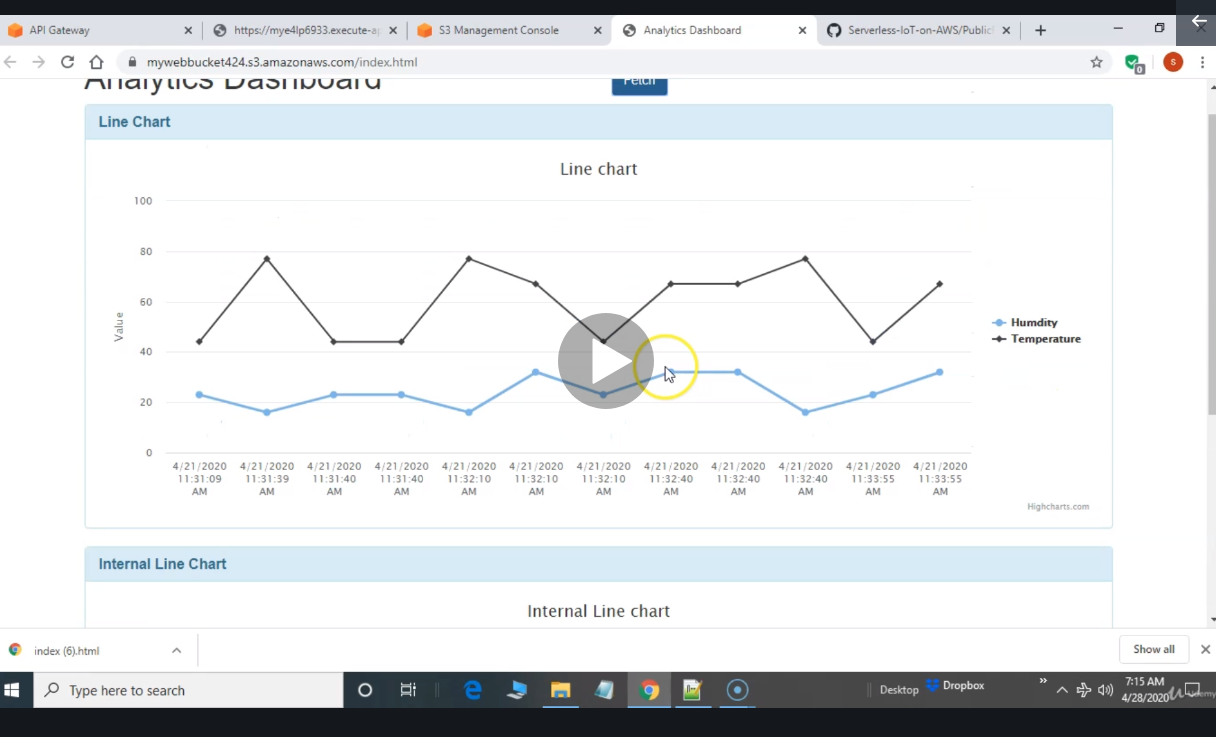 API Gateway
https://mye4lp6933.execute-ap
S3 Management Console
Analytics Dashboard
Serverless-IoT-on-AWS/Public
mywebbucket424.s3.amazonaws.com/index.html
0
S
Analytics Dashboard
Fetch
Line Chart
Line chart
100
80
60
40
20
0
Value
Humdity
Temperature
4/21/2020 4/21/2020 4/21/2020 4/21/2020 4/21/2020 4/21/2020 4/21/2020 4/21/2020 4/21/2020 4/21/2020 4/21/2020 4/21/2020
11:31:09 11:31:39 11:31:40 11:31:40 11:32:10 11:32:10 11:32:10 11:32:40 11:32:40 11:32:40 11:33:55 11:33:55
AM AM AM AM AM AM AM AM AM AM AM AM
Highcharts.com
Internal Line Chart
Internal Line chart
index (6).html
Show all
Type here to search
Desktop
Dropbox
7:15 AM
4/28/2020
Udemy